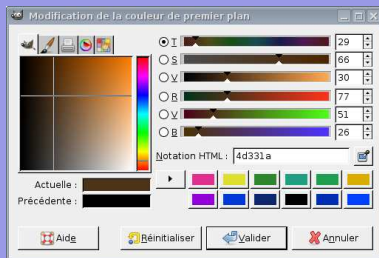 Modification de la couleur de premier plan
T 29
S 66
V 30
R 77
V 51
B 26
Notation HTML : 4d331a
Actuelle :
Précédente :
Aide Réinitialiser Valider Annuler